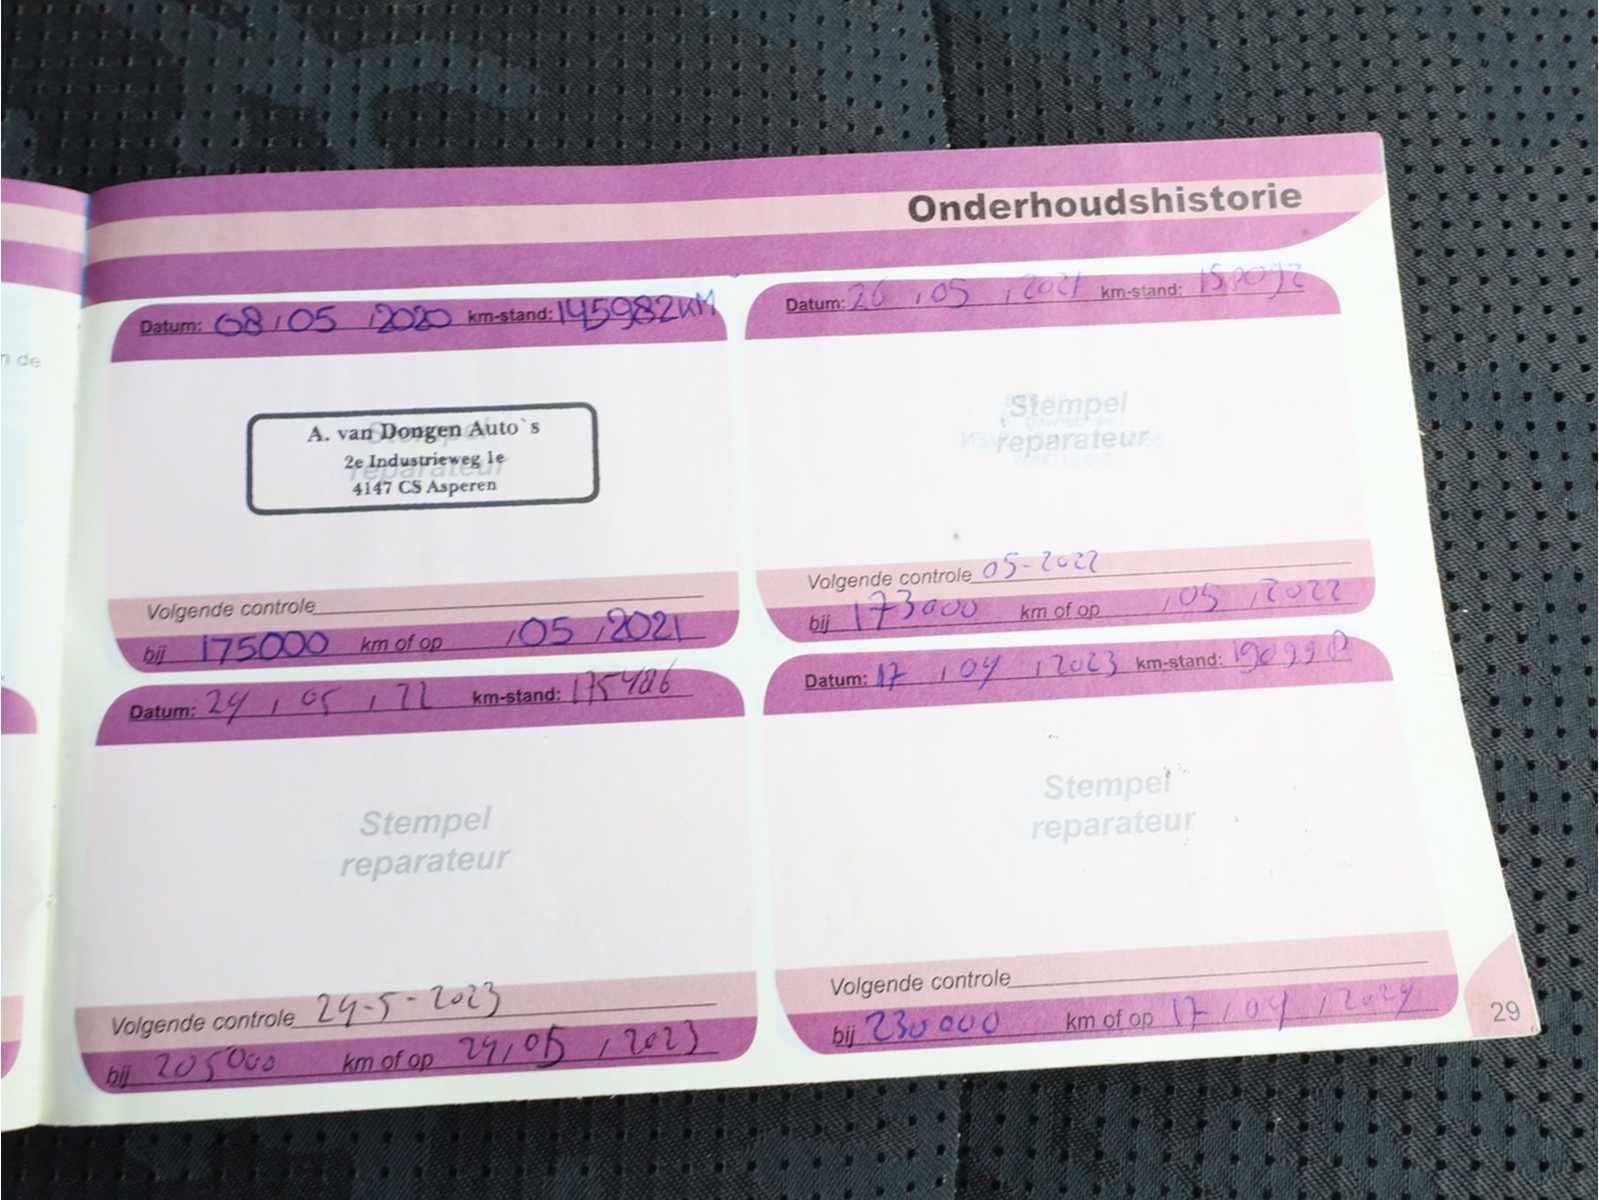 n de
Onderhoudshistorie
Datum: 08 / 05 / 2020 km-stand: 145982KM
A. van Dongen Auto`s
2e Industrieweg 1e
4147 CS Asperen
Volgende controle
bij 175000 km of op / 05 / 2021
Datum: 26 / 05 / 2021 km-stand:
Stempel
reparateur
Volgende controle 05-2022
bij 173000 km of op / 05 / 2022
Datum: 24 / 05 / 22 km-stand: 175486
Stempel
reparateur
Volgende controle 24-5-2023
bij 205000 km of op 24 / 05 / 2023
Datum: 17 / 04 / 2023 km-stand: 190990
Stempel
reparateur
Volgende controle
bij 230000 km of op 17 / 04 / 2024
29